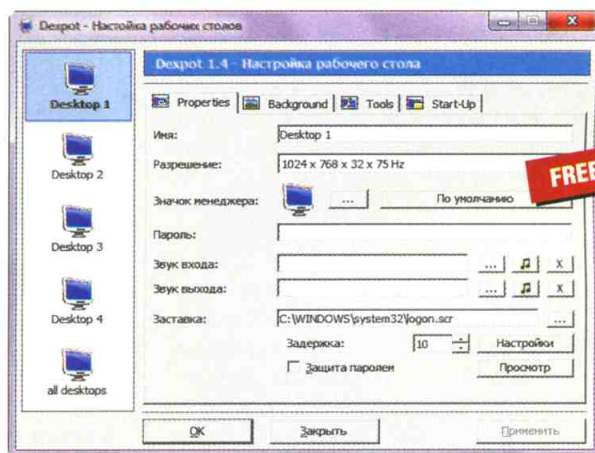 Dexpot - Настойка рабочих столов
Dexpot 1.4 - Настройка рабочего стола
Desktop 1
Desktop 2
Desktop 3
Desktop 4
all desktops
Properties Background Tools Start-Up
Имя: Desktop 1
Разрешение: 1024 x 768 x 32 x 75 Hz
FREE
Значок менеджера: ... По умолчанию
Пароль:
Звук входа: ... X
Звук выхода: ... X
Заставка: C:\WINDOWS\system32\logon.scr ...
Задержка: 10 Настройки
Защита паролем Просмотр
OK Закрыть Применить